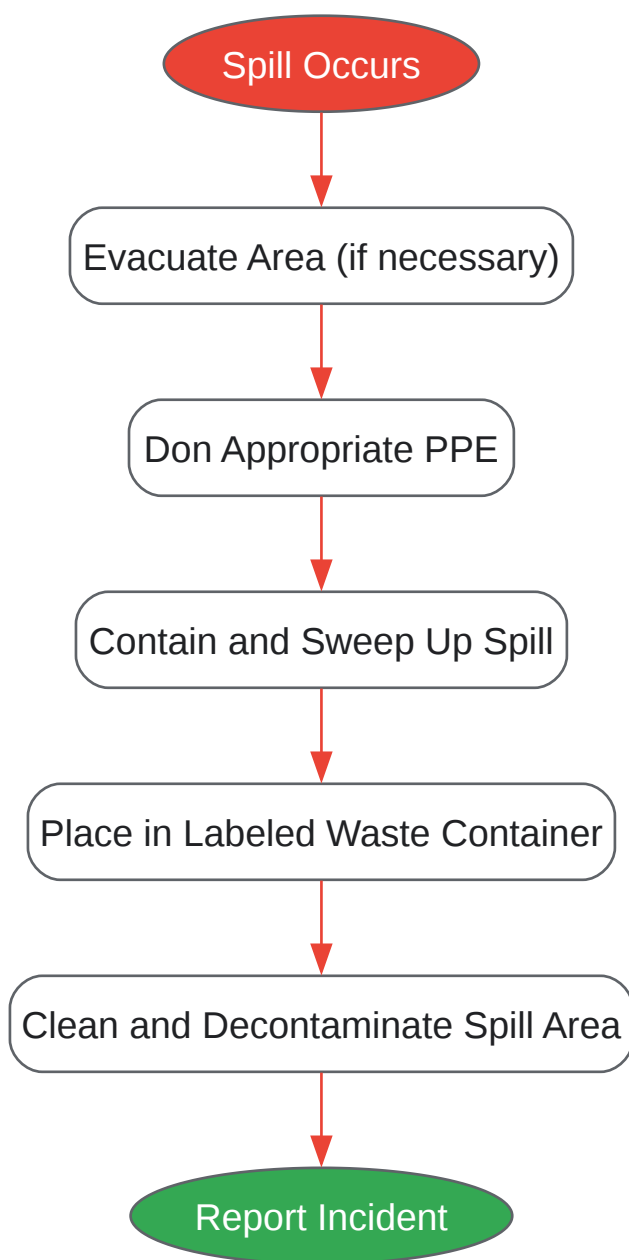 Spill Occurs
Evacuate Area (if necessary)
Don Appropriate PPE
Contain and Sweep Up Spill
Place in Labeled Waste Container
Clean and Decontaminate Spill Area
Report Incident